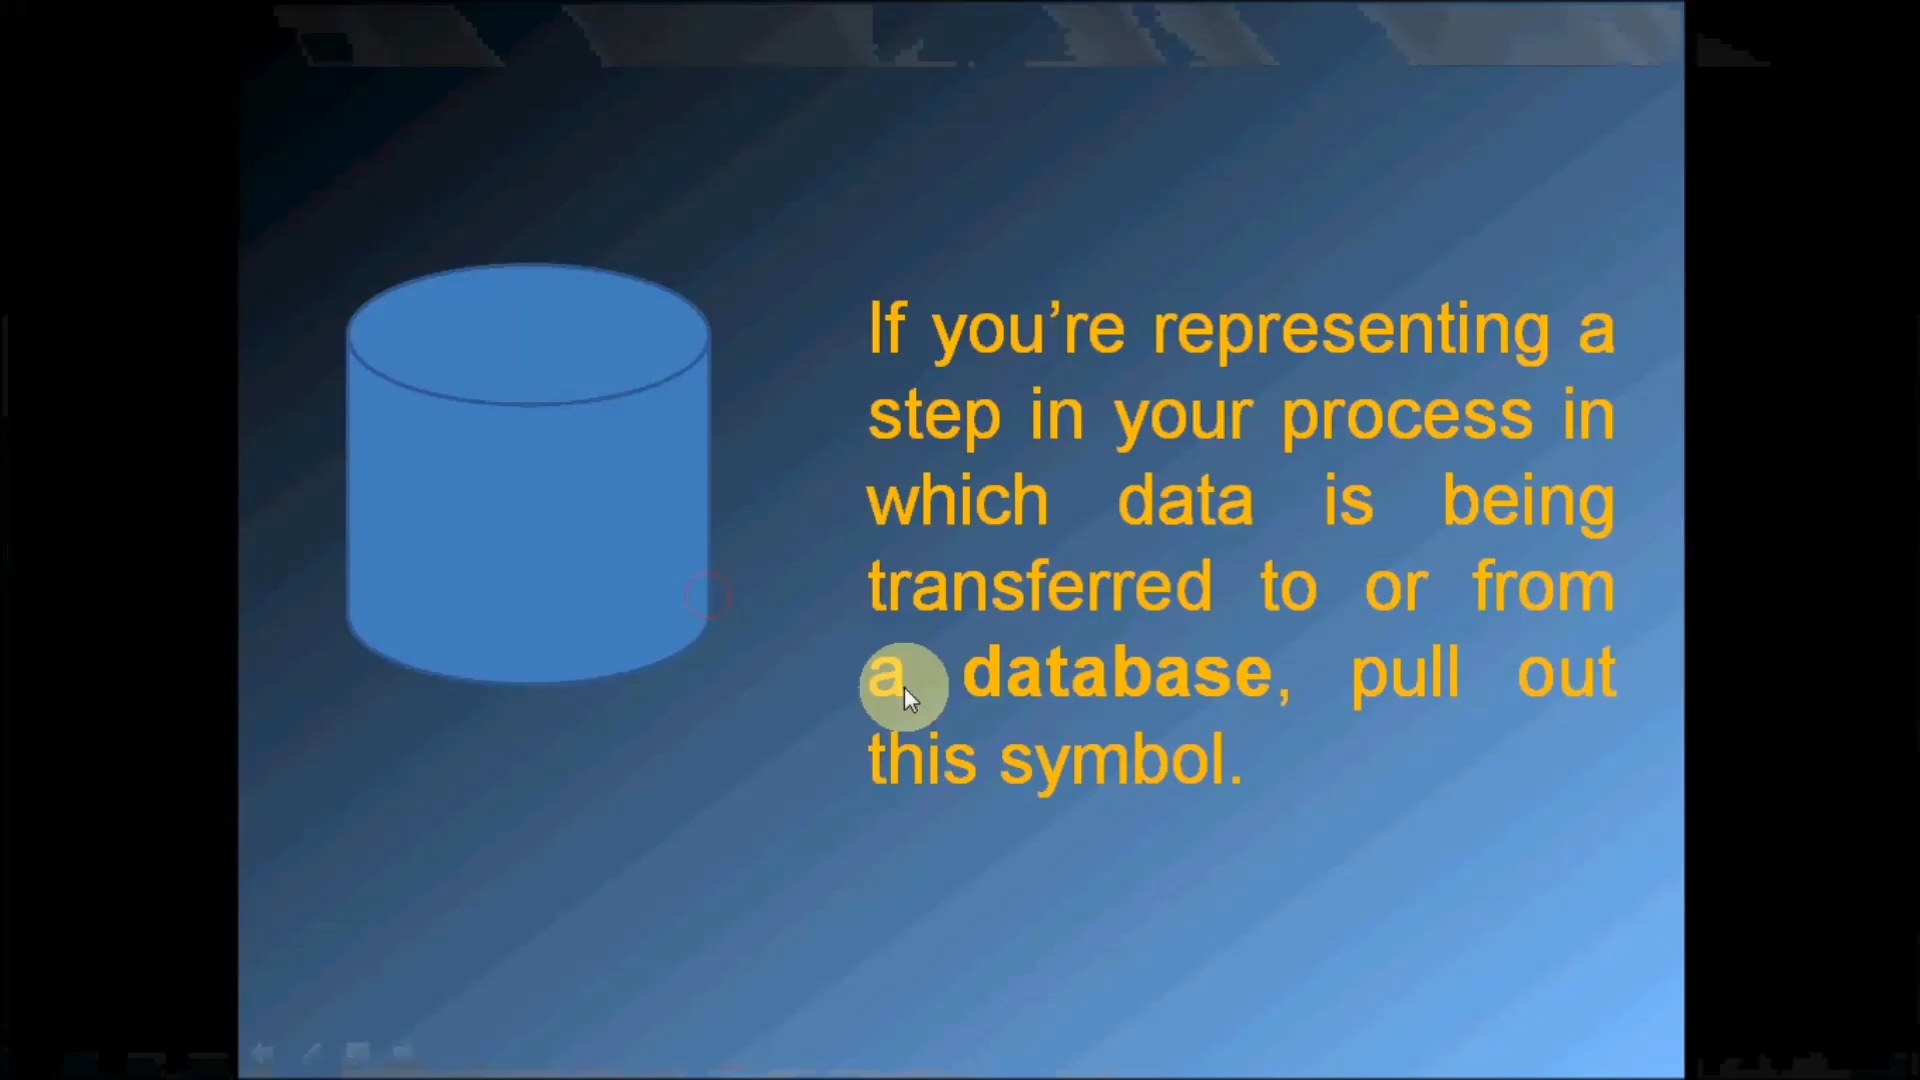 If you’re representing a
step in your process in
which data is being
transferred to or from
a database, pull out
this symbol.